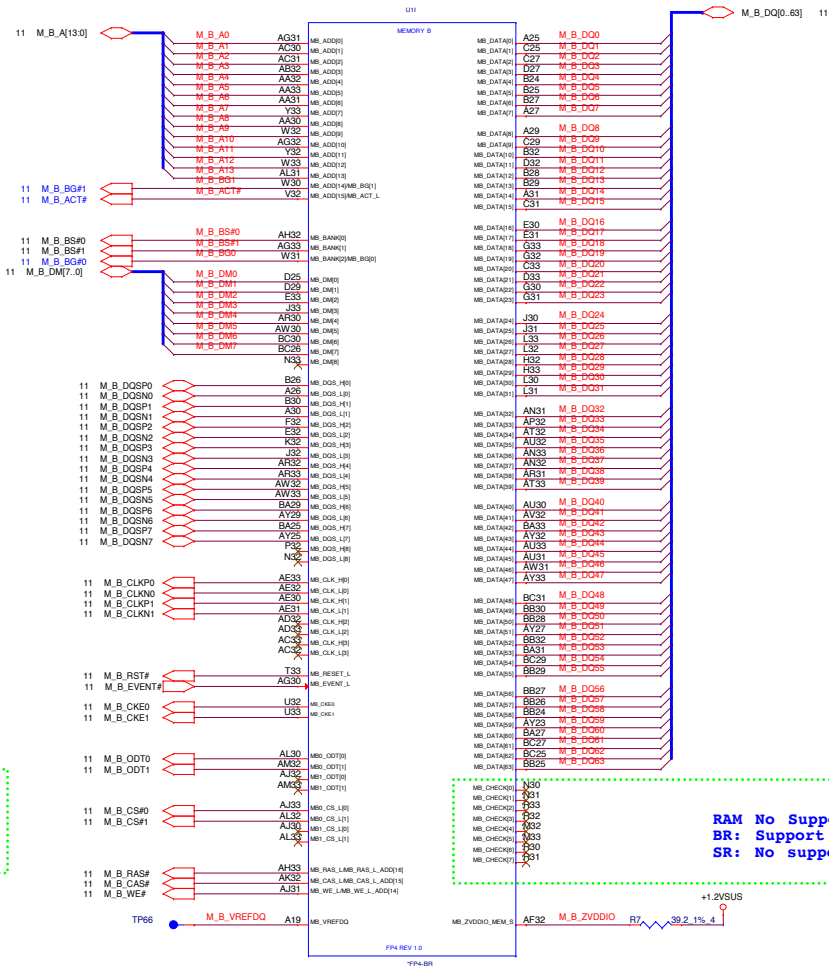 U1I
MEMORY B
11 M_B_A[13:0]
M_B_DQ[0..63] 11
M_B_A0 AG31 MB_ADD[0]
M_B_A1 AC30 MB_ADD[1]
M_B_A2 AC31 MB_ADD[2]
M_B_A3 AB32 MB_ADD[3]
M_B_A4 AA32 MB_ADD[4]
M_B_A5 AA33 MB_ADD[5]
M_B_A6 AA31 MB_ADD[6]
M_B_A7 Y33 MB_ADD[7]
M_B_A8 AA30 MB_ADD[8]
M_B_A9 W32 MB_ADD[9]
M_B_A10 AG32 MB_ADD[10]
M_B_A11 Y32 MB_ADD[11]
M_B_A12 W33 MB_ADD[12]
M_B_A13 AL31 MB_ADD[13]
11 M_B_BG#1 M_B_BG1 W30 MB_ADD[14]/MB_BG[1]
11 M_B_ACT# M_B_ACT# V32 MB_ADD[15]/MB_ACT_L
11 M_B_BS#0 M_B_BS#0 AH32 MB_BANK[0]
11 M_B_BS#1 M_B_BS#1 AG33 MB_BANK[1]
11 M_B_BG#0 M_B_BG0 W31 MB_BANK[2]/MB_BG[0]
11 M_B_DM[7..0]
M_B_DM0 D25 MB_DM[0]
M_B_DM1 D29 MB_DM[1]
M_B_DM2 E33 MB_DM[2]
M_B_DM3 J33 MB_DM[3]
M_B_DM4 AR30 MB_DM[4]
M_B_DM5 AW30 MB_DM[5]
M_B_DM6 BC30 MB_DM[6]
M_B_DM7 BC26 MB_DM[7]
N33 MB_DM[8]
11 M_B_DQSP0 B26 MB_DQS_H[0]
11 M_B_DQSN0 A26 MB_DQS_L[0]
11 M_B_DQSP1 B30 MB_DQS_H[1]
11 M_B_DQSN1 A30 MB_DQS_L[1]
11 M_B_DQSP2 F32 MB_DQS_H[2]
11 M_B_DQSN2 E32 MB_DQS_L[2]
11 M_B_DQSP3 K32 MB_DQS_H[3]
11 M_B_DQSN3 J32 MB_DQS_L[3]
11 M_B_DQSP4 AR32 MB_DQS_H[4]
11 M_B_DQSN4 AR33 MB_DQS_L[4]
11 M_B_DQSP5 AW32 MB_DQS_H[5]
11 M_B_DQSN5 AW33 MB_DQS_L[5]
11 M_B_DQSP6 BA29 MB_DQS_H[6]
11 M_B_DQSN6 AY29 MB_DQS_L[6]
11 M_B_DQSP7 BA25 MB_DQS_H[7]
11 M_B_DQSN7 AY25 MB_DQS_L[7]
P32 MB_DQS_H[8]
N32 MB_DQS_L[8]
11 M_B_CLKP0 AE33 MB_CLK_H[0]
11 M_B_CLKN0 AE32 MB_CLK_L[0]
11 M_B_CLKP1 AE30 MB_CLK_H[1]
11 M_B_CLKN1 AE31 MB_CLK_L[1]
AD32 MB_CLK_H[2]
AD33 MB_CLK_L[2]
AC33 MB_CLK_H[3]
AC32 MB_CLK_L[3]
11 M_B_RST# T33 MB_RESET_L
11 M_B_EVENT# AG30 MB_EVENT_L
11 M_B_CKE0 U32 MB_CKE0
11 M_B_CKE1 U33 MB_CKE1
11 M_B_ODT0 AL30 MB0_ODT[0]
11 M_B_ODT1 AM32 MB0_ODT[1]
AJ32 MB1_ODT[0]
AM33 MB1_ODT[1]
11 M_B_CS#0 AJ33 MB0_CS_L[0]
11 M_B_CS#1 AL32 MB0_CS_L[1]
AJ30 MB1_CS_L[0]
AL33 MB1_CS_L[1]
11 M_B_RAS# AH33 MB_RAS_L/MB_RAS_L_ADD[16]
11 M_B_CAS# AK32 MB_CAS_L/MB_CAS_L_ADD[15]
11 M_B_WE# AJ31 MB_WE_L/MB_WE_L_ADD[14]
TP66 M_B_VREFDQ A19 MB_VREFDQ
MB_DATA[0] A25 M_B_DQ0
MB_DATA[1] C25 M_B_DQ1
MB_DATA[2] C27 M_B_DQ2
MB_DATA[3] D27 M_B_DQ3
MB_DATA[4] B24 M_B_DQ4
MB_DATA[5] B25 M_B_DQ5
MB_DATA[6] B27 M_B_DQ6
MB_DATA[7] A27 M_B_DQ7
MB_DATA[8] A29 M_B_DQ8
MB_DATA[9] C29 M_B_DQ9
MB_DATA[10] B32 M_B_DQ10
MB_DATA[11] D32 M_B_DQ11
MB_DATA[12] B28 M_B_DQ12
MB_DATA[13] B29 M_B_DQ13
MB_DATA[14] A31 M_B_DQ14
MB_DATA[15] C31 M_B_DQ15
MB_DATA[16] E30 M_B_DQ16
MB_DATA[17] E31 M_B_DQ17
MB_DATA[18] G33 M_B_DQ18
MB_DATA[19] G32 M_B_DQ19
MB_DATA[20] C33 M_B_DQ20
MB_DATA[21] D33 M_B_DQ21
MB_DATA[22] G30 M_B_DQ22
MB_DATA[23] G31 M_B_DQ23
MB_DATA[24] J30 M_B_DQ24
MB_DATA[25] J31 M_B_DQ25
MB_DATA[26] L33 M_B_DQ26
MB_DATA[27] L32 M_B_DQ27
MB_DATA[28] H32 M_B_DQ28
MB_DATA[29] H33 M_B_DQ29
MB_DATA[30] L30 M_B_DQ30
MB_DATA[31] L31 M_B_DQ31
MB_DATA[32] AN31 M_B_DQ32
MB_DATA[33] AP32 M_B_DQ33
MB_DATA[34] AT32 M_B_DQ34
MB_DATA[35] AU32 M_B_DQ35
MB_DATA[36] AN33 M_B_DQ36
MB_DATA[37] AN32 M_B_DQ37
MB_DATA[38] AR31 M_B_DQ38
MB_DATA[39] AT33 M_B_DQ39
MB_DATA[40] AU30 M_B_DQ40
MB_DATA[41] AV32 M_B_DQ41
MB_DATA[42] BA33 M_B_DQ42
MB_DATA[43] AY32 M_B_DQ43
MB_DATA[44] AU33 M_B_DQ44
MB_DATA[45] AU31 M_B_DQ45
MB_DATA[46] AW31 M_B_DQ46
MB_DATA[47] AY33 M_B_DQ47
MB_DATA[48] BC31 M_B_DQ48
MB_DATA[49] BB30 M_B_DQ49
MB_DATA[50] BB28 M_B_DQ50
MB_DATA[51] AY27 M_B_DQ51
MB_DATA[52] BB32 M_B_DQ52
MB_DATA[53] BA31 M_B_DQ53
MB_DATA[54] BC29 M_B_DQ54
MB_DATA[55] BB29 M_B_DQ55
MB_DATA[56] BB27 M_B_DQ56
MB_DATA[57] BB26 M_B_DQ57
MB_DATA[58] BB24 M_B_DQ58
MB_DATA[59] AY23 M_B_DQ59
MB_DATA[60] BA27 M_B_DQ60
MB_DATA[61] BC27 M_B_DQ61
MB_DATA[62] BC25 M_B_DQ62
MB_DATA[63] BB25 M_B_DQ63
MB_CHECK[0] N30
MB_CHECK[1] N31
MB_CHECK[2] R33
MB_CHECK[3] R32
MB_CHECK[4] M32
MB_CHECK[5] M33
MB_CHECK[6] R30
MB_CHECK[7] R31
RAM No Suppo
BR: Support
SR: No suppo
+1.2VSUS
MB_ZVDDIO_MEM_S AF32 M_B_ZVDDIO R7 39.2_1%_4
FP4 REV 1.0
*FP4-BR